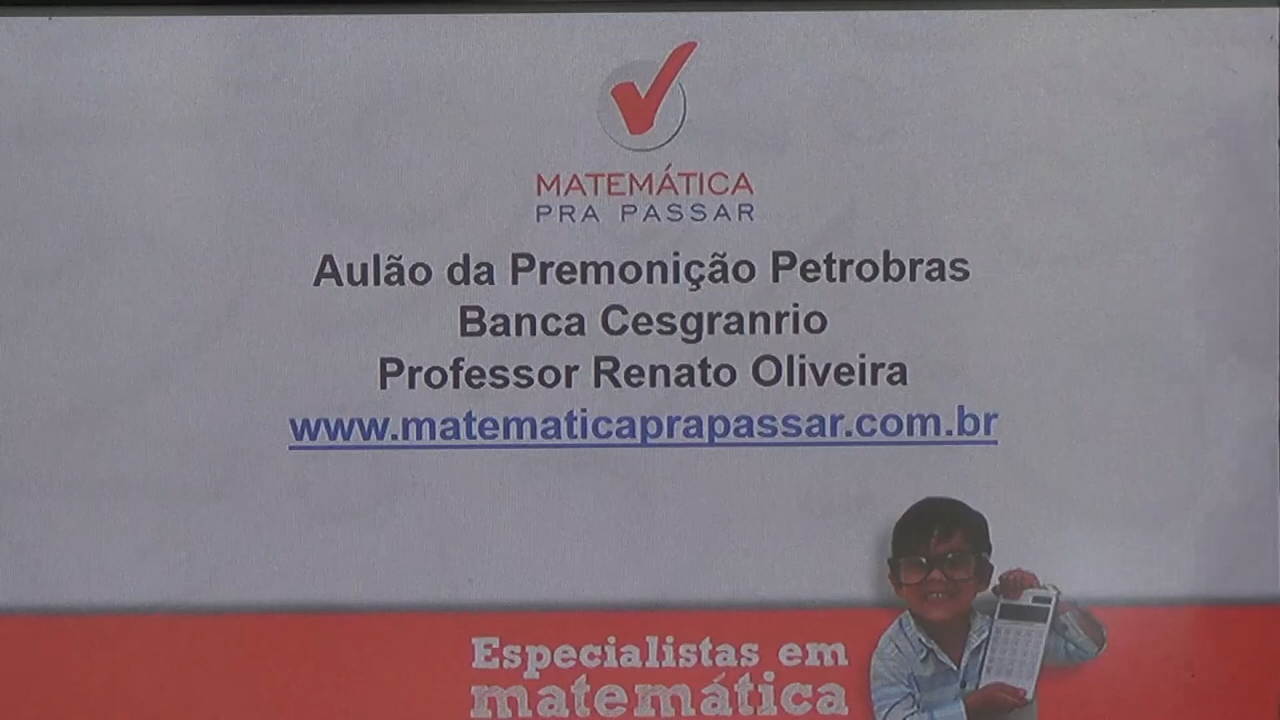 MATEMÁTICA
PRA PASSAR
Aulão da Premonição Petrobras
Banca Cesgranrio
Professor Renato Oliveira
www.matematicaprapassar.com.br
Especialistas em
matemática